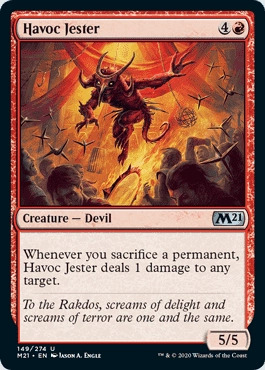 Havoc Jester 4
Creature — Devil M21
Whenever you sacrifice a permanent,
Havoc Jester deals 1 damage to any
target.
To the Rakdos, screams of delight and
screams of terror are one and the same.
5/5
149/274 U
M21 • EN JASON A. ENGLE ™ & © 2020 Wizards of the Coast